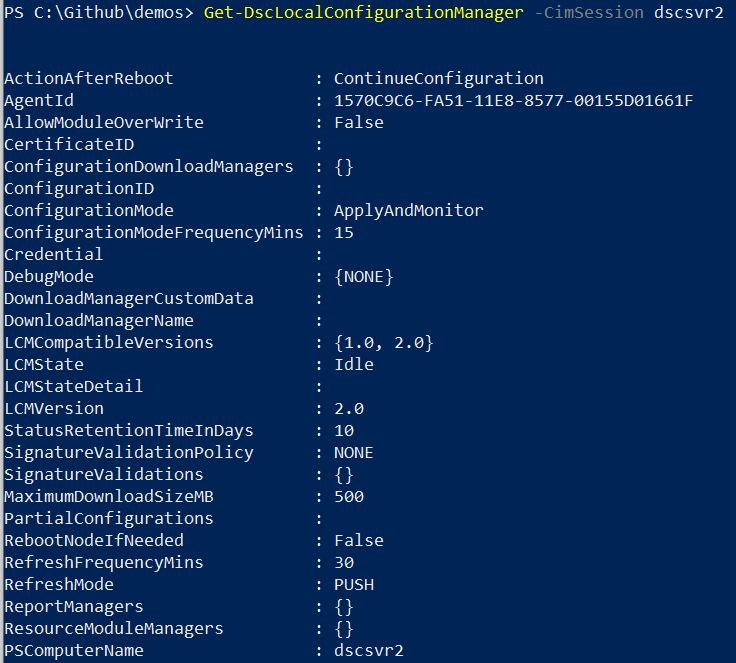 PS C:\Github\demos> Get-DscLocalConfigurationManager -CimSession dscsvr2
ActionAfterReboot : ContinueConfiguration
AgentId : 1570C9C6-FA51-11E8-8577-00155D01661F
AllowModuleOverWrite : False
CertificateID :
ConfigurationDownloadManagers : {}
ConfigurationID :
ConfigurationMode : ApplyAndMonitor
ConfigurationModeFrequencyMins : 15
Credential :
DebugMode : {NONE}
DownloadManagerCustomData :
DownloadManagerName :
LCMCompatibleVersions : {1.0, 2.0}
LCMState : Idle
LCMStateDetail :
LCMVersion : 2.0
StatusRetentionTimeInDays : 10
SignatureValidationPolicy : NONE
SignatureValidations : {}
MaximumDownloadSizeMB : 500
PartialConfigurations :
RebootNodeIfNeeded : False
RefreshFrequencyMins : 30
RefreshMode : PUSH
ReportManagers : {}
ResourceModuleManagers : {}
PSComputerName : dscsvr2